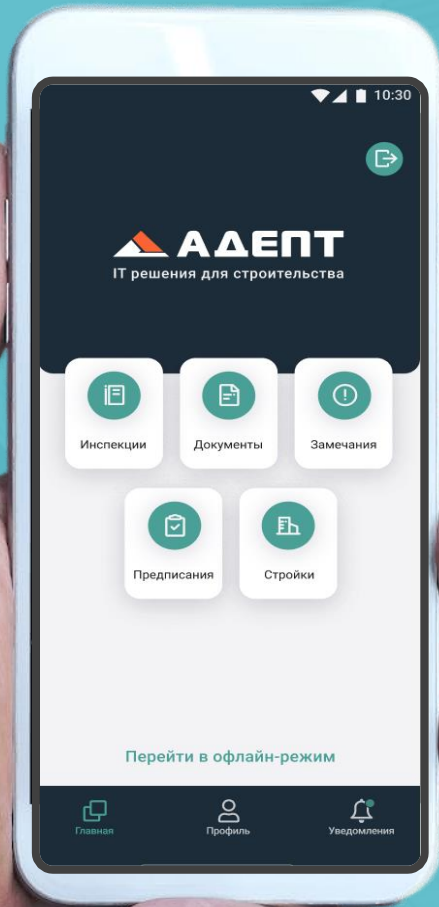 10:30
АДЕПТ
IT решения для строительства
Инспекции
Документы
Замечания
Предписания
Стройки
Перейти в офлайн-режим
Главная
Профиль
Уведомления